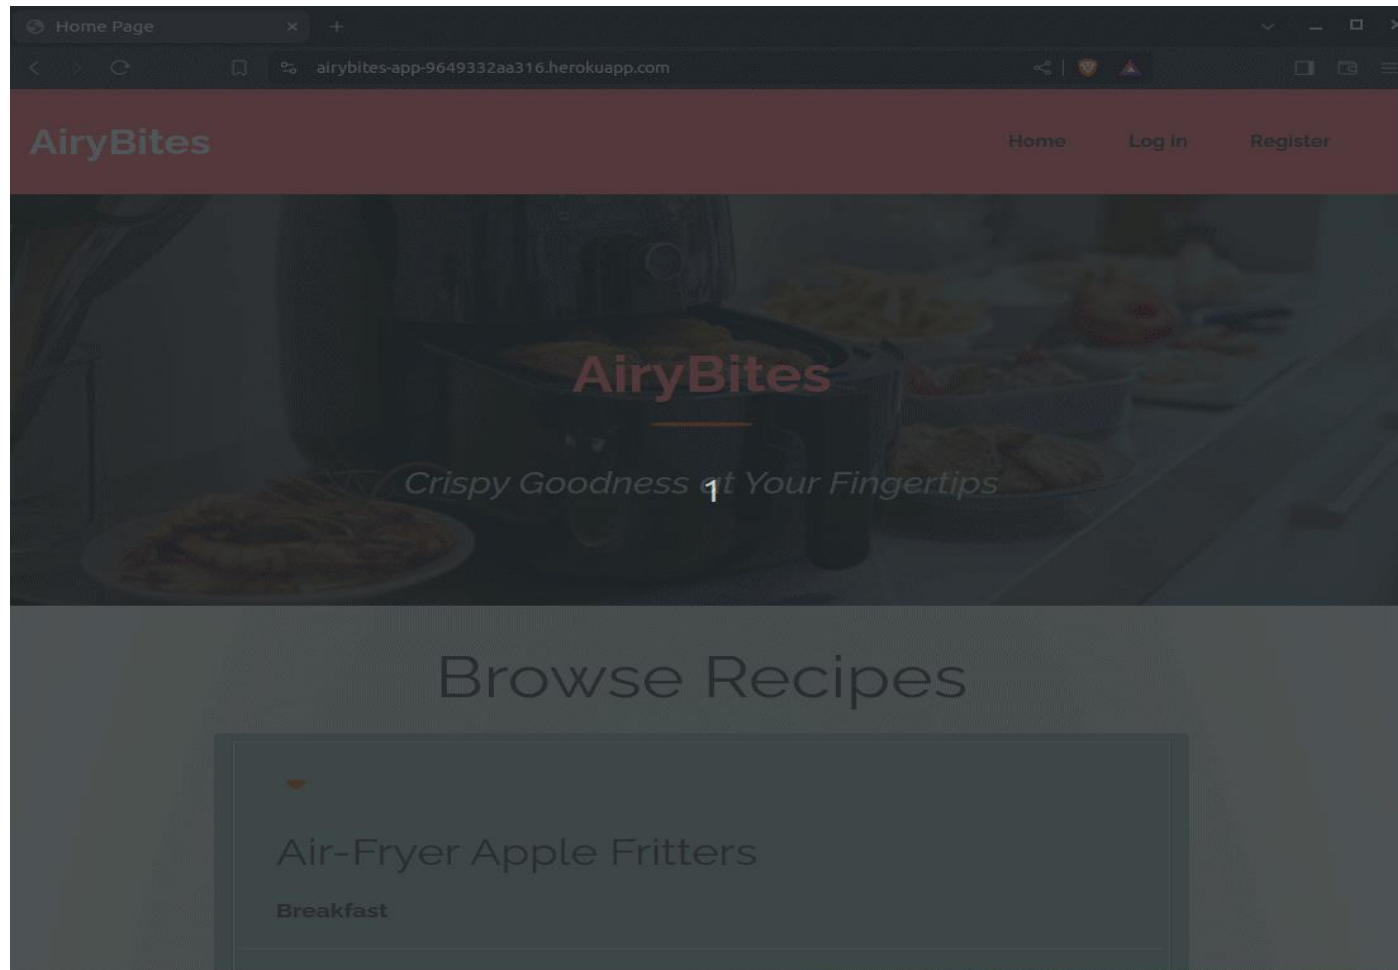 Home Page
airybites-app-9649332aa316.herokuapp.com
AiryBites Home Log in Register
AiryBites
Crispy Goodness at Your Fingertips
1
Browse Recipes
Air-Fryer Apple Fritters
Breakfast